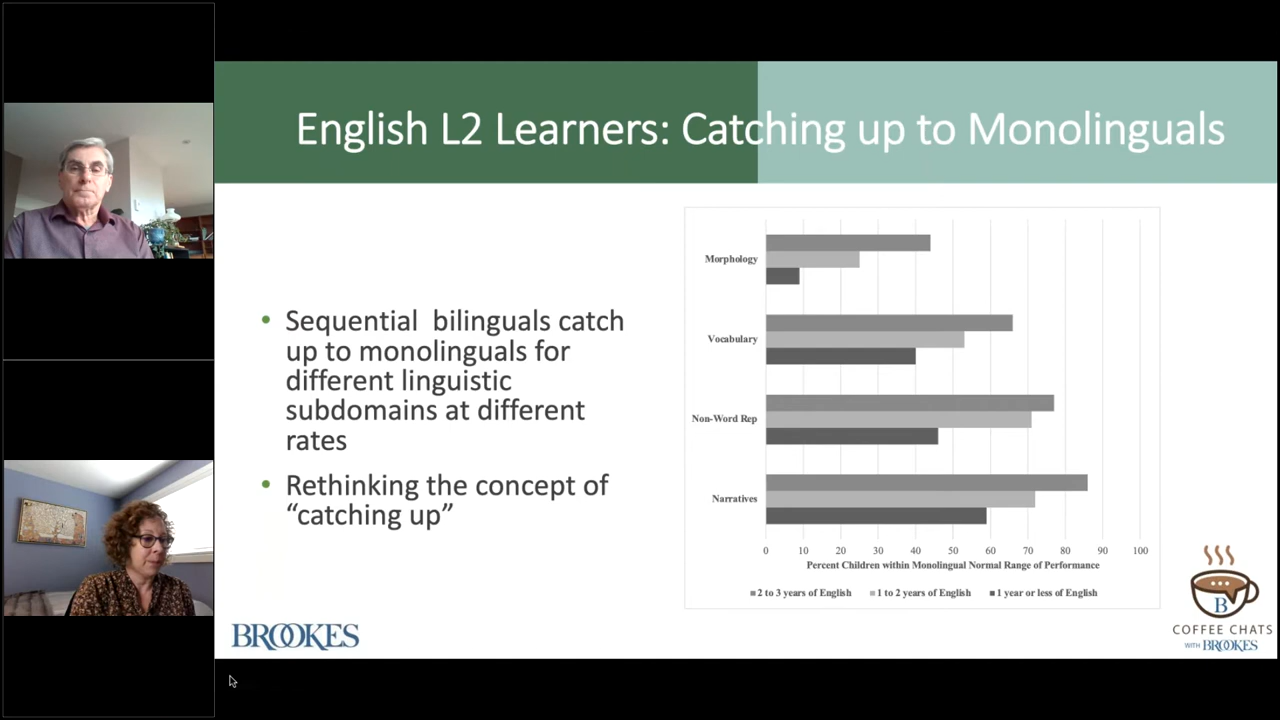 English L2 Learners: Catching up to Monolinguals
• Sequential bilinguals catch
up to monolinguals for
different linguistic
subdomains at different
rates
• Rethinking the concept of
“catching up”
Morphology
Vocabulary
Non-Word Rep
Narratives
0 10 20 30 40 50 60 70 80 90 100
Percent Children within Monolingual Normal Range of Performance
2 to 3 years of English 1 to 2 years of English 1 year or less of English
BROOKES
B
COFFEE CHATS
WITH BROOKES